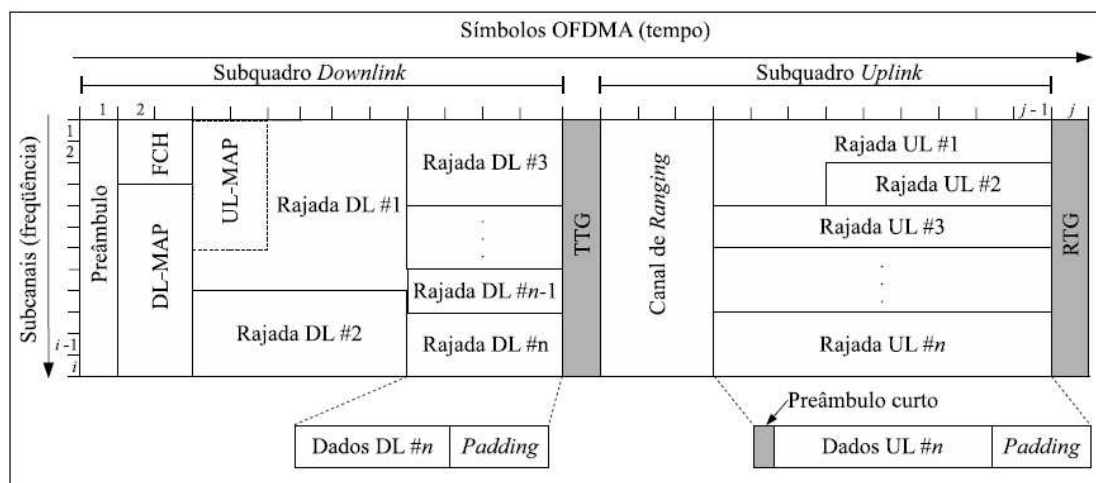 Símbolos OFDMA (tempo)
Subquadro Downlink
Subquadro Uplink
1 2 j - 1 j
Subcanais (freqüência)
1
2
i -1
i
Preâmbulo
FCH
DL-MAP
UL-MAP
Rajada DL #1
Rajada DL #2
Rajada DL #3
.
.
.
Rajada DL #n-1
Rajada DL #n
TTG
Canal de Ranging
Rajada UL #1
Rajada UL #2
Rajada UL #3
.
.
.
Rajada UL #n
RTG
Dados DL #n Padding
Preâmbulo curto
Dados UL #n Padding